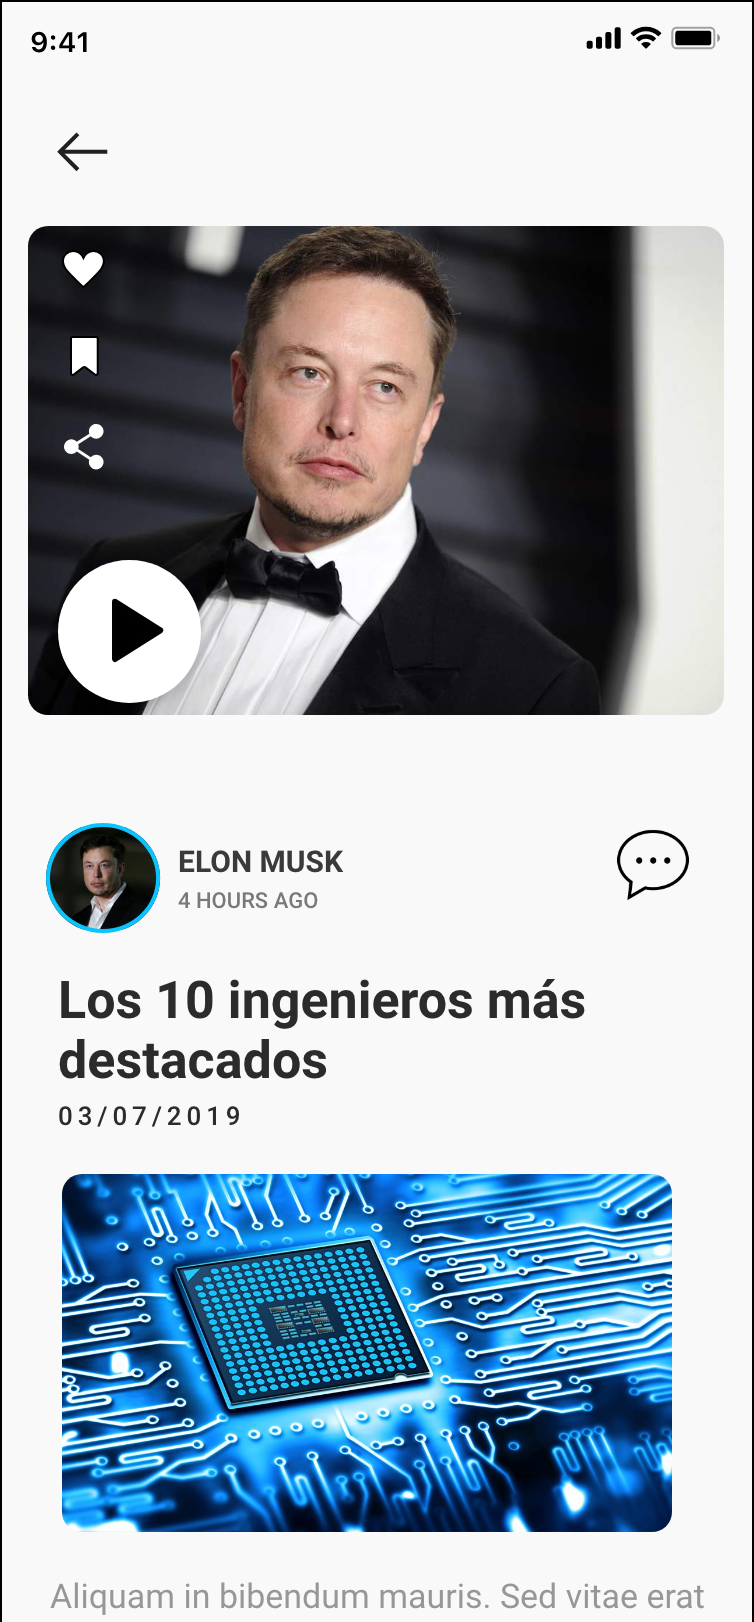 9:41
ELON MUSK
4 HOURS AGO
Los 10 ingenieros más
destacados
03/07/2019
Aliquam in bibendum mauris. Sed vitae erat